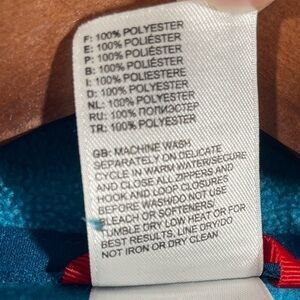 F: 100% POLYESTER
E: 100% POLIÉSTER
P: 100% POLIÉSTER
B: 100% POLYESTER
I: 100% POLIESTERE
D: 100% POLYESTER
NL: 100% POLYESTER
RU: 100% ПОЛИЭСТЕР
TR: 100% POLYESTER
GB: MACHINE WASH
SEPARATELY ON DELICATE
CYCLE IN WARM WATER/SECURE
AND CLOSE ALL ZIPPERS AND
HOOK AND LOOP CLOSURES
BEFORE WASH/DO NOT USE
BLEACH OR SOFTENERS/
TUMBLE DRY LOW HEAT OR FOR
BEST RESULTS, LINE DRY/DO
NOT IRON OR DRY CLEAN